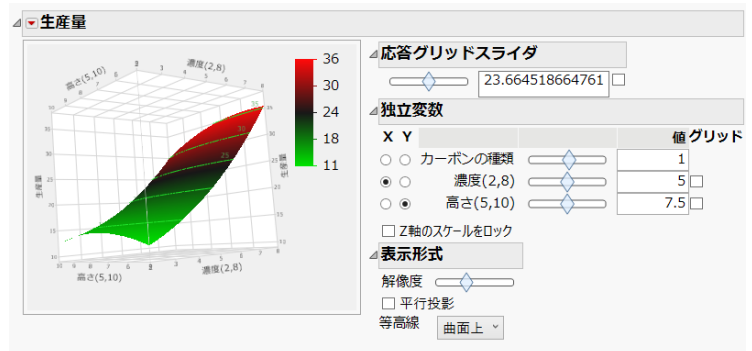 生産量
応答グリッドスライダ
23.664518664761
独立変数
X Y 値 グリッド
カーボンの種類 1
濃度(2,8) 5
高さ(5,10) 7.5
Z軸のスケールをロック
表示形式
解像度
平行投影
等高線 曲面上
高さ(5,10)
濃度(2,8)
生産量
生産量
高さ(5,10)
濃度(2,8)
36
30
24
18
11